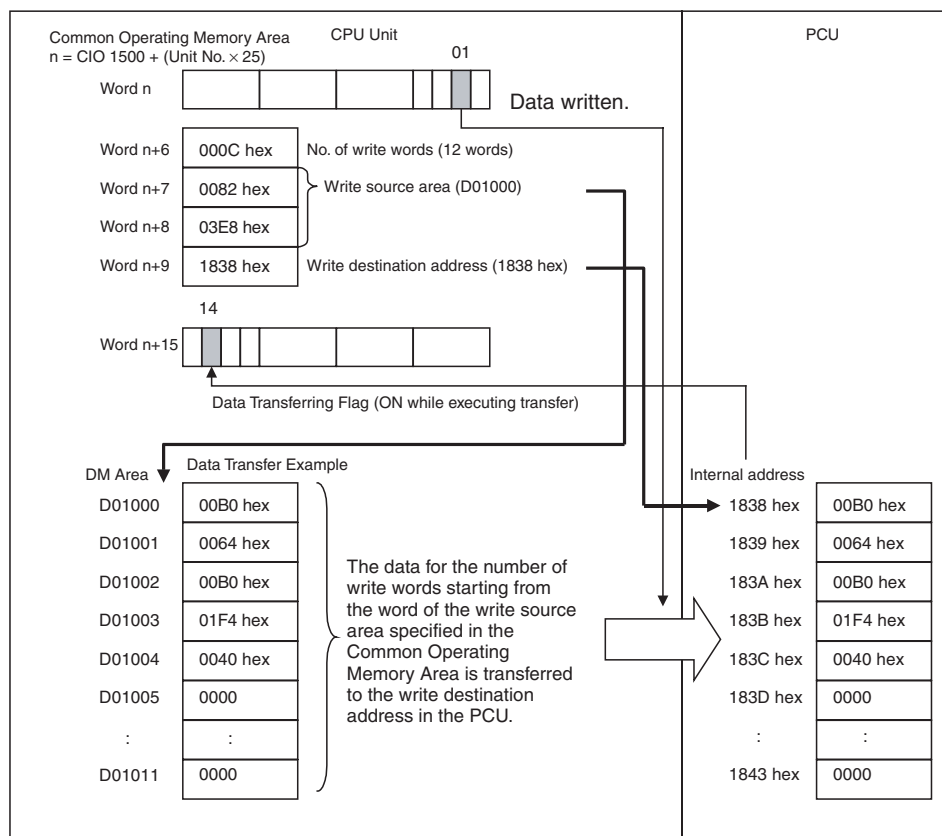 Common Operating Memory Area
n = CIO 1500 + (Unit No. × 25)
CPU Unit
PCU
01
Word n
Data written.
Word n+6 000C hex No. of write words (12 words)
Word n+7 0082 hex Write source area (D01000)
Word n+8 03E8 hex
Word n+9 1838 hex Write destination address (1838 hex)
14
Word n+15
Data Transferring Flag (ON while executing transfer)
DM Area Data Transfer Example
D01000 00B0 hex
D01001 0064 hex
D01002 00B0 hex
D01003 01F4 hex
D01004 0040 hex
D01005 0000
: :
D01011 0000
The data for the number of
write words starting from
the word of the write source
area specified in the
Common Operating
Memory Area is transferred
to the write destination
address in the PCU.
Internal address
1838 hex 00B0 hex
1839 hex 0064 hex
183A hex 00B0 hex
183B hex 01F4 hex
183C hex 0040 hex
183D hex 0000
: :
1843 hex 0000